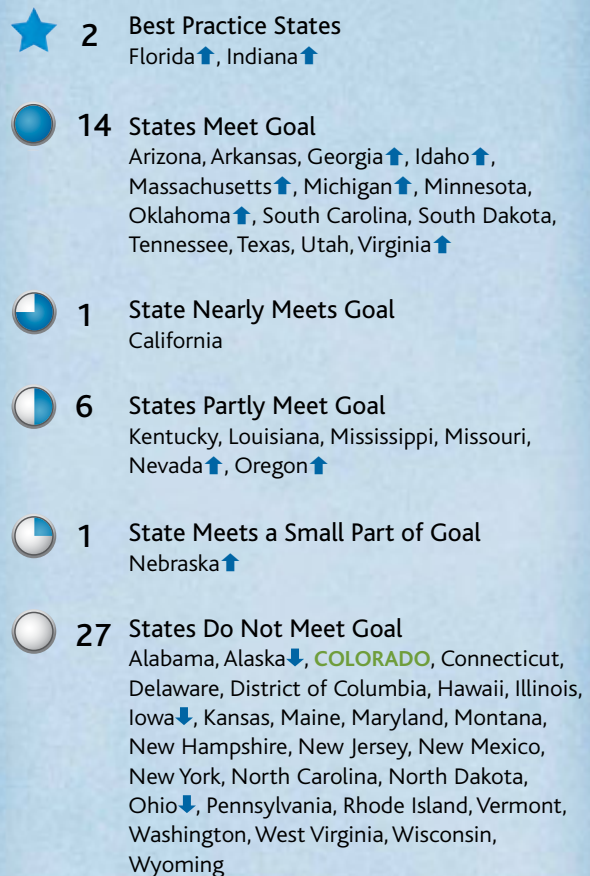 2 Best Practice States
Florida⬆, Indiana⬆
14 States Meet Goal
Arizona, Arkansas, Georgia⬆, Idaho⬆,
Massachusetts⬆, Michigan⬆, Minnesota,
Oklahoma⬆, South Carolina, South Dakota,
Tennessee, Texas, Utah, Virginia⬆
1 State Nearly Meets Goal
California
6 States Partly Meet Goal
Kentucky, Louisiana, Mississippi, Missouri,
Nevada⬆, Oregon⬆
1 State Meets a Small Part of Goal
Nebraska⬆
27 States Do Not Meet Goal
Alabama, Alaska⬇, COLORADO, Connecticut,
Delaware, District of Columbia, Hawaii, Illinois,
Iowa⬇, Kansas, Maine, Maryland, Montana,
New Hampshire, New Jersey, New Mexico,
New York, North Carolina, North Dakota,
Ohio⬇, Pennsylvania, Rhode Island, Vermont,
Washington, West Virginia, Wisconsin,
Wyoming